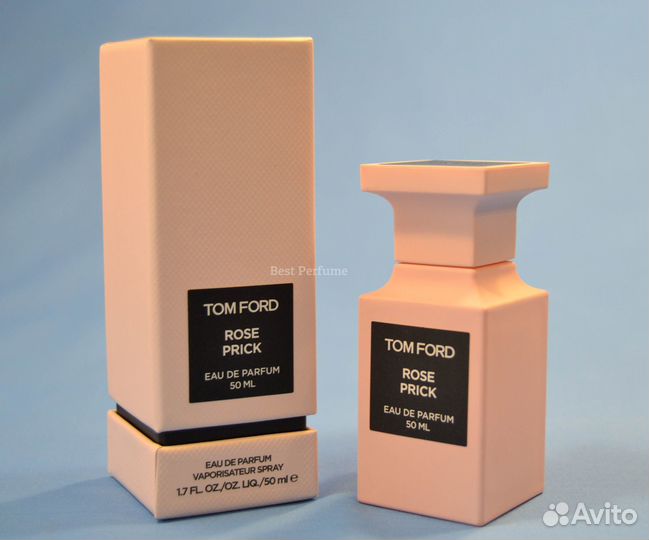 Best Perfume
TOM FORD
ROSE
PRICK
EAU DE PARFUM
50 ML
EAU DE PARFUM
VAPORISATEUR SPRAY
1.7 FL. OZ./OZ. LIQ./50 ml ℮
TOM FORD
ROSE
PRICK
EAU DE PARFUM
50 ML
Avito